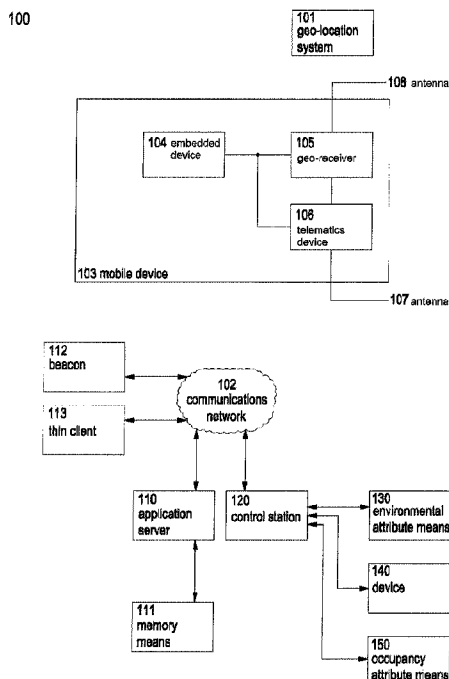 100
101
geo-location
system
108 antenna
104 embedded
device
105
geo-receiver
106
telematics
device
103 mobile device
107 antenna
112
beacon
102
communications
network
113
thin client
110
application
server
120
control station
130
environmental
attribute means
140
device
111
memory
means
150
occupancy
attribute means